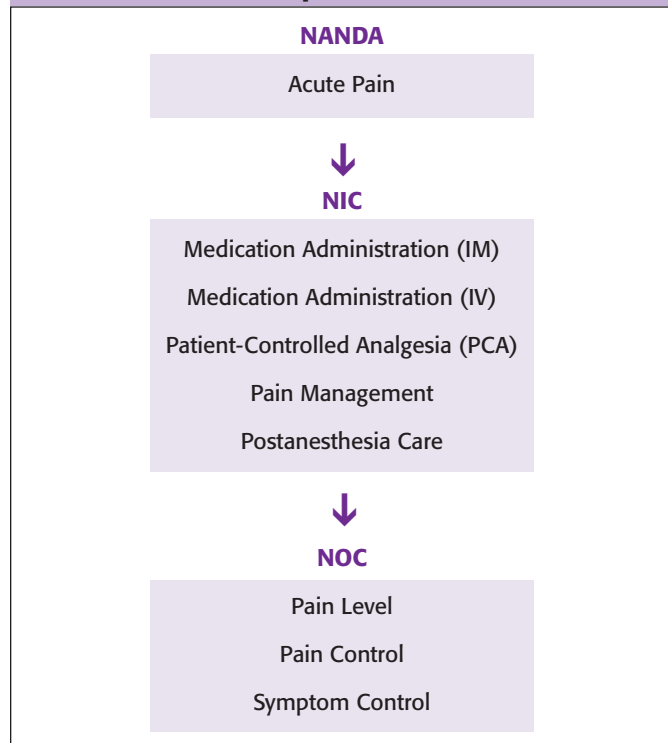 NANDA
Acute Pain
NIC
Medication Administration (IM)
Medication Administration (IV)
Patient-Controlled Analgesia (PCA)
Pain Management
Postanesthesia Care
NOC
Pain Level
Pain Control
Symptom Control